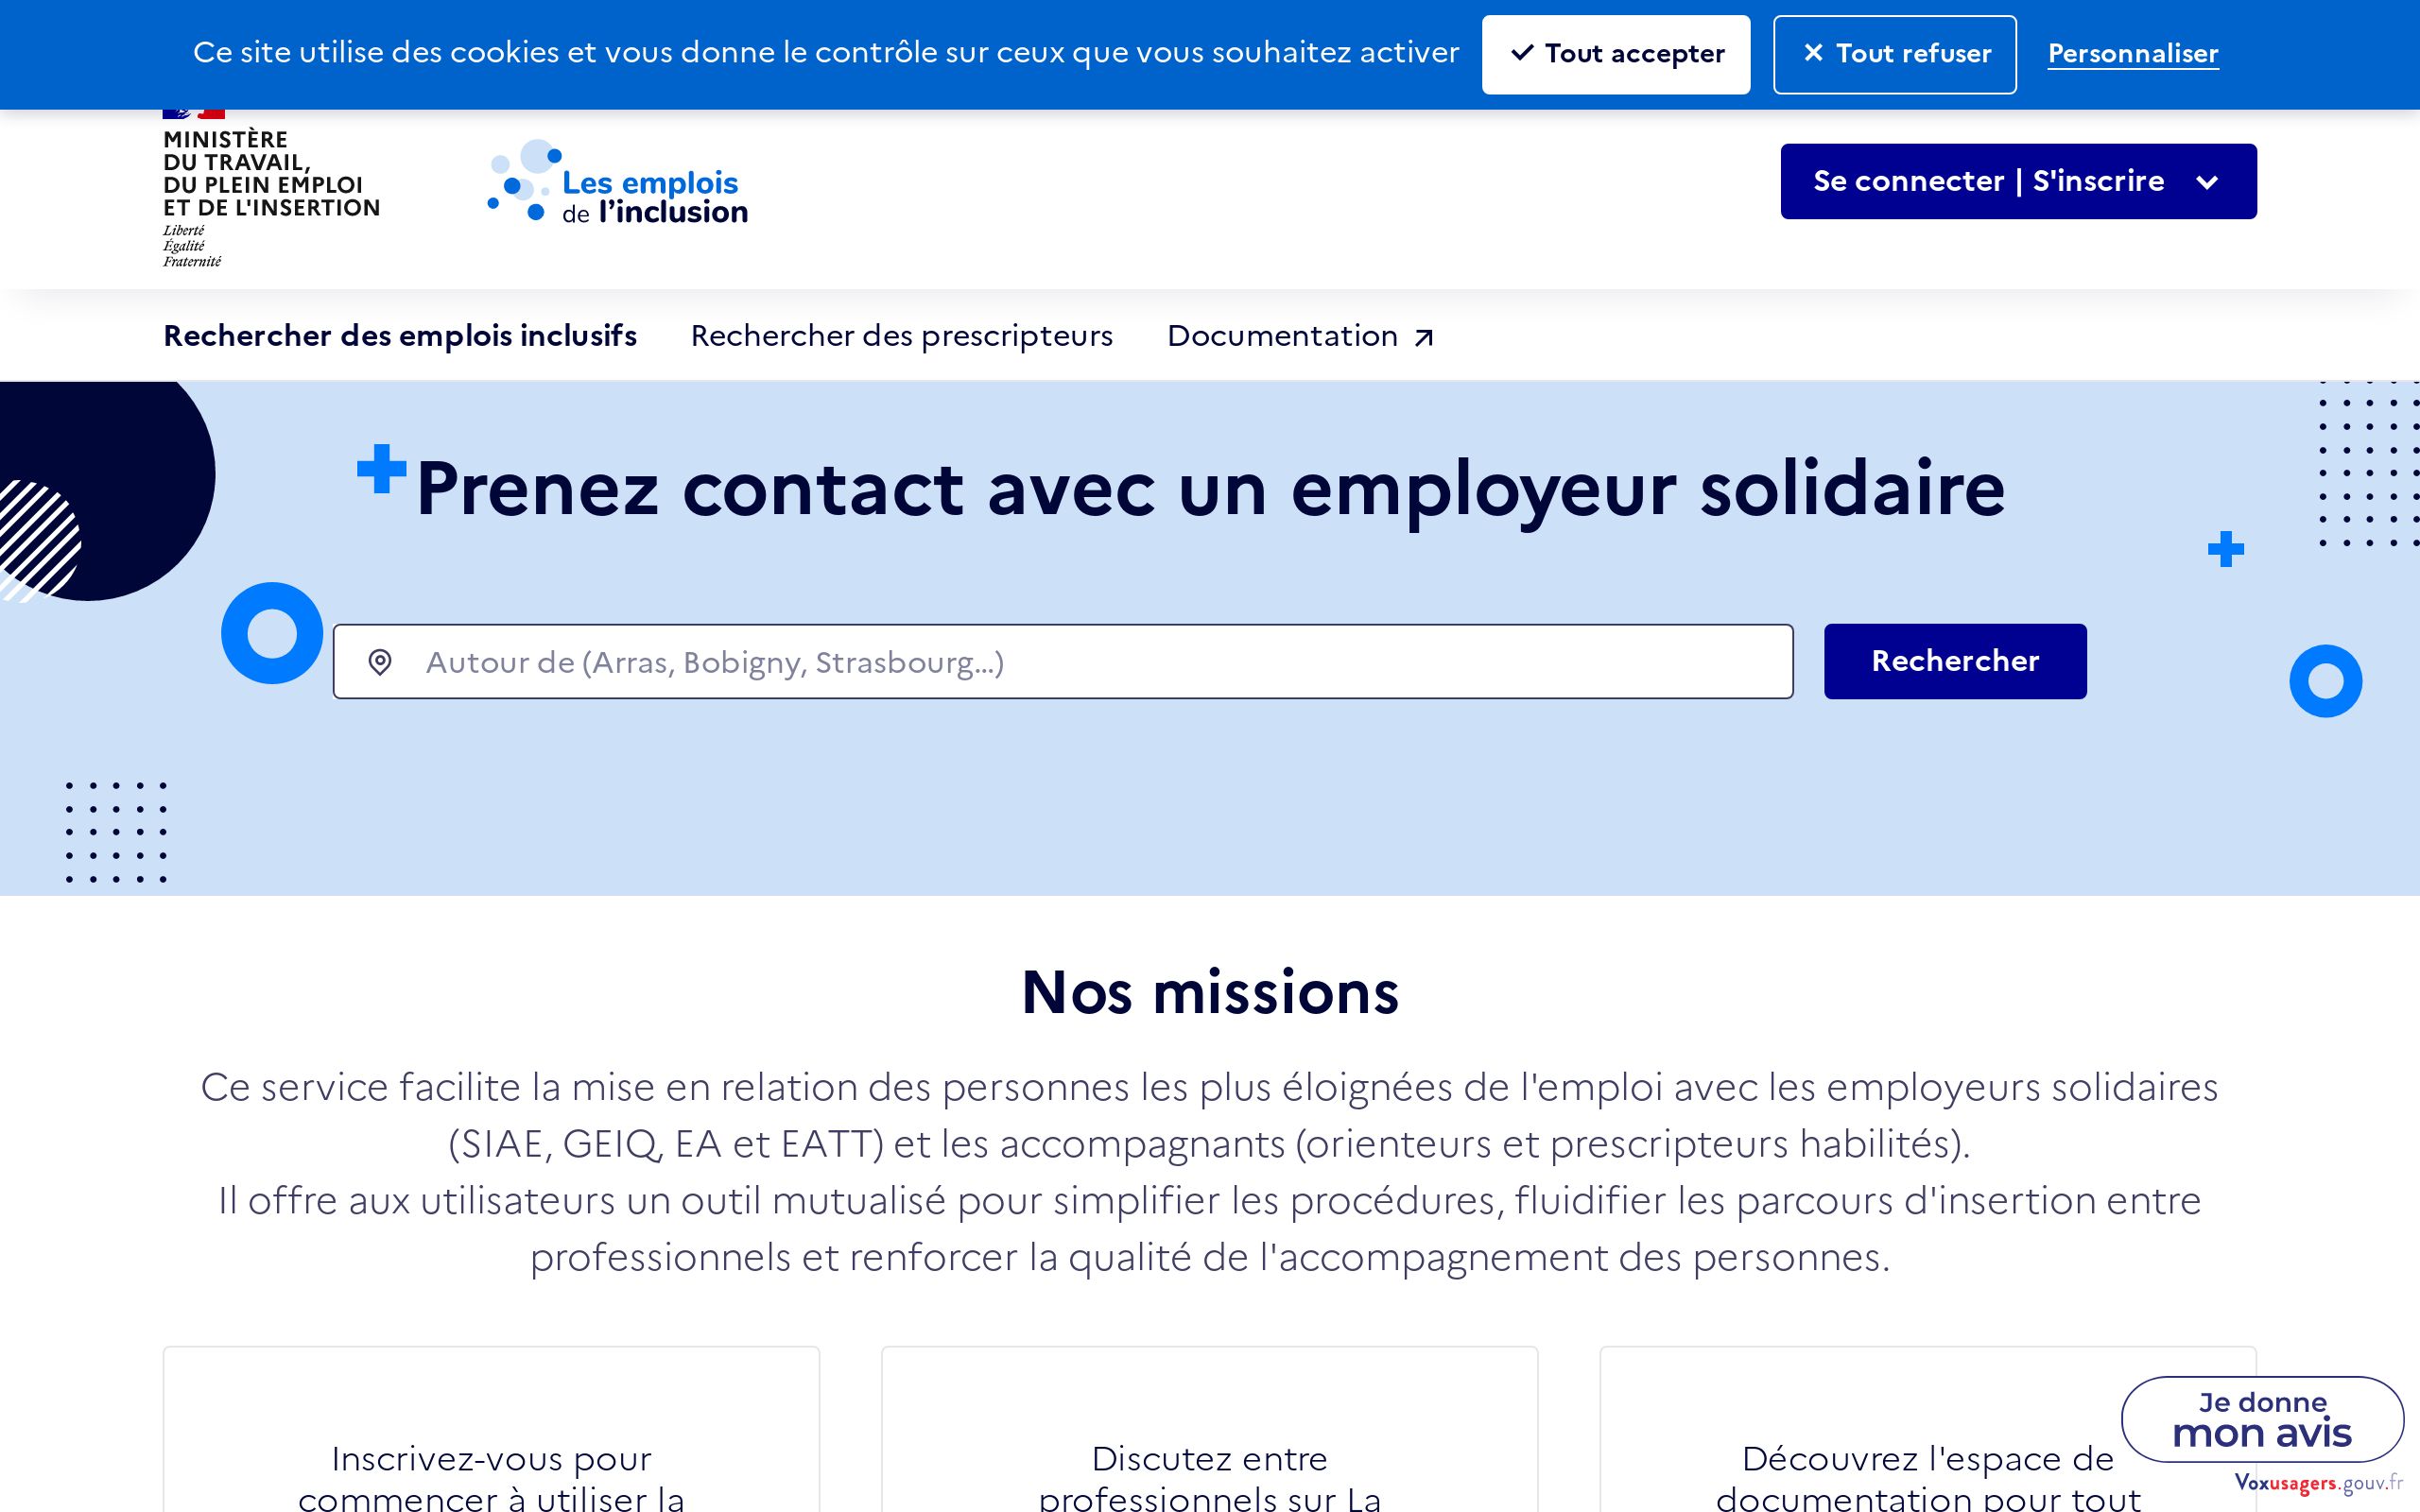 Ce site utilise des cookies et vous donne le contrôle sur ceux que vous souhaitez activer
Tout accepter
Tout refuser
Personnaliser
MINISTÈRE
DU TRAVAIL,
DU PLEIN EMPLOI
ET DE L'INSERTION
Liberté
Égalité
Fraternité
Les emplois
de l'inclusion
Se connecter | S'inscrire
Rechercher des emplois inclusifs
Rechercher des prescripteurs
Documentation
Prenez contact avec un employeur solidaire
Autour de (Arras, Bobigny, Strasbourg…)
Rechercher
Nos missions
Ce service facilite la mise en relation des personnes les plus éloignées de l'emploi avec les employeurs solidaires
(SIAE, GEIQ, EA et EATT) et les accompagnants (orienteurs et prescripteurs habilités).
Il offre aux utilisateurs un outil mutualisé pour simplifier les procédures, fluidifier les parcours d'insertion entre
professionnels et renforcer la qualité de l'accompagnement des personnes.
Inscrivez-vous pour
commencer à utiliser la
Discutez entre
professionnels sur La
Découvrez l'espace de
documentation pour tout
Je donne
mon avis
Voxusagers.gouv.fr